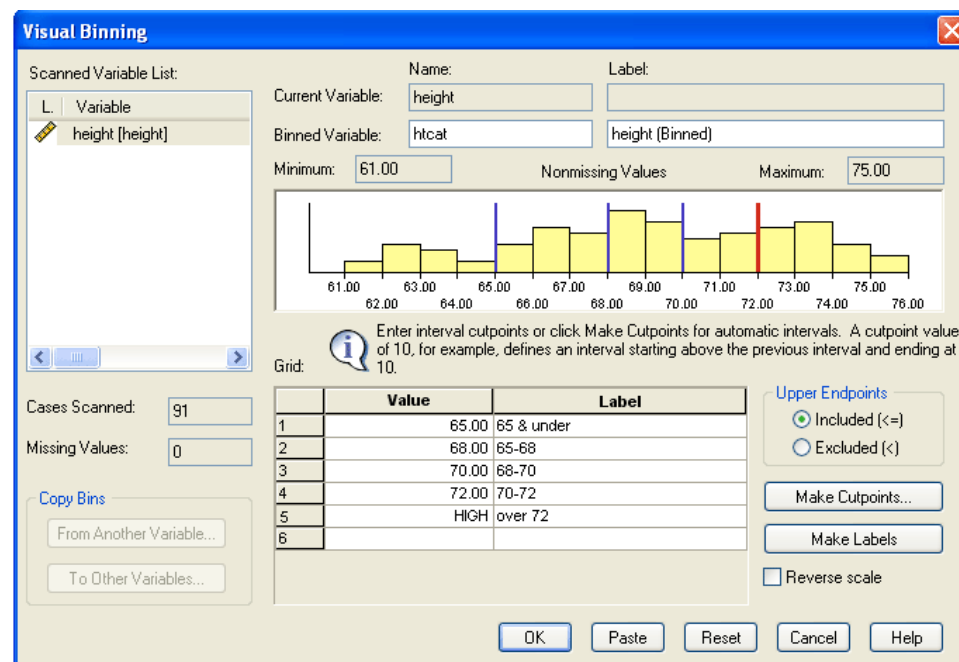 Visual Binning
Scanned Variable List:
L. Variable
height [height]
Name: Label:
Current Variable: height
Binned Variable: htcat height (Binned)
Minimum: 61.00 Nonmissing Values Maximum: 75.00
61.00 63.00 65.00 67.00 69.00 71.00 73.00 75.00
62.00 64.00 66.00 68.00 70.00 72.00 74.00 76.00
Enter interval cutpoints or click Make Cutpoints for automatic intervals. A cutpoint value
of 10, for example, defines an interval starting above the previous interval and ending at
10.
Grid:
Value Label
1 65.00 65 & under
2 68.00 65-68
3 70.00 68-70
4 72.00 70-72
5 HIGH over 72
6
Cases Scanned: 91
Missing Values: 0
Copy Bins
From Another Variable...
To Other Variables...
Upper Endpoints
Included (<=)
Excluded (<)
Make Cutpoints...
Make Labels
Reverse scale
OK Paste Reset Cancel Help